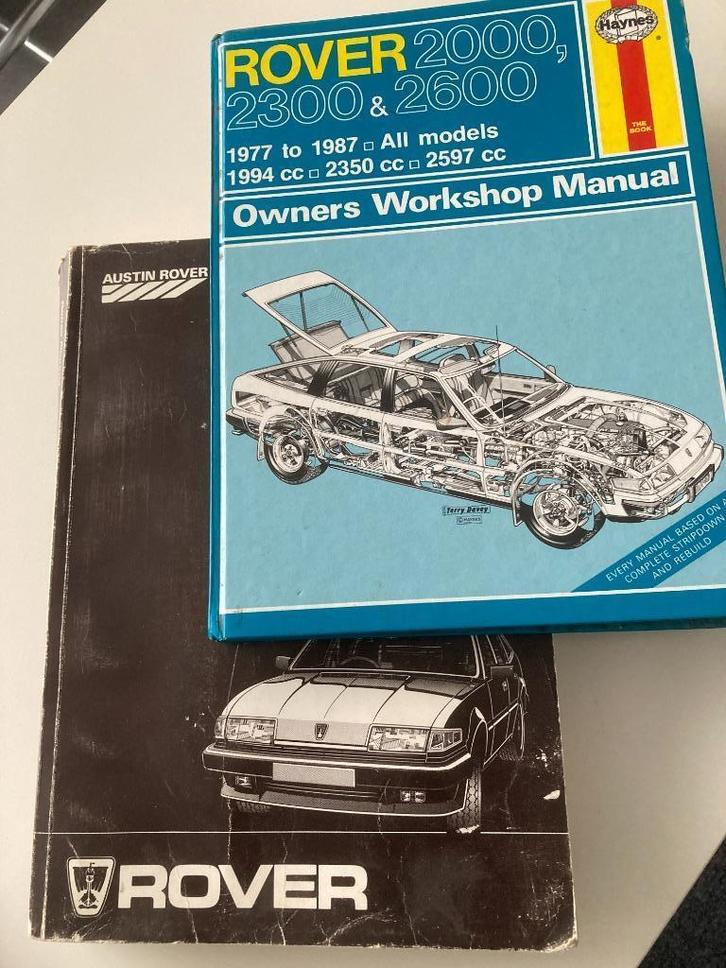 ROVER 2000,
2300 & 2600
Haynes
THE
BOOK
1977 to 1987 □ All models
1994 cc □ 2350 cc □ 2597 cc
Owners Workshop Manual
Terry Davey
© HAYNES
EVERY MANUAL BASED ON A
COMPLETE STRIPDOWN
AND REBUILD
AUSTIN ROVER
ROVER